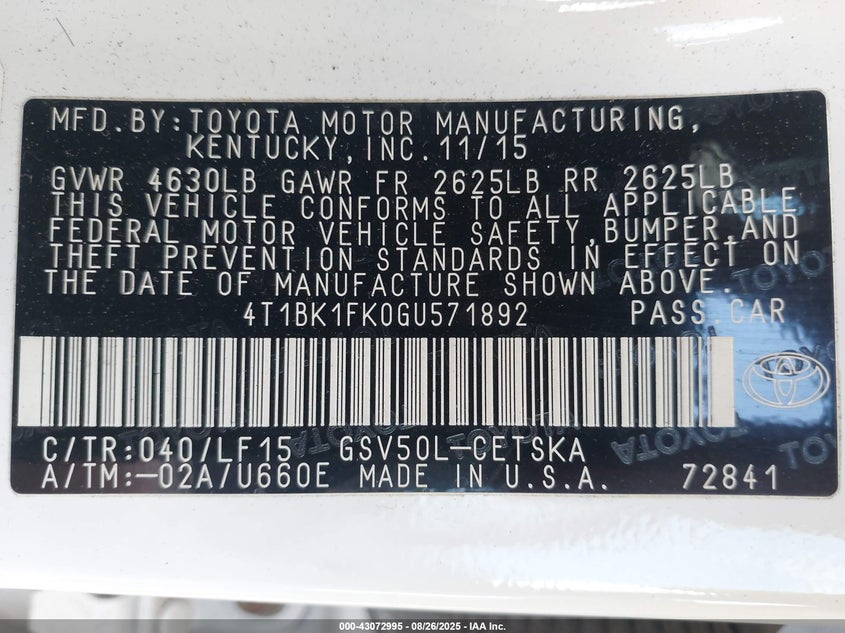 MFD.BY:TOYOTA MOTOR MANUFACTURING,
KENTUCKY,INC.11/15
GVWR 4630LB GAWR FR 2625LB RR 2625LB
THIS VEHICLE CONFORMS TO ALL APPLICABLE
FEDERAL MOTOR VEHICLE SAFETY,BUMPER,AND
THEFT PREVENTION STANDARDS IN EFFECT ON
THE DATE OF MANUFACTURE SHOWN ABOVE.
4T1BK1FK0GU571892 PASS.CAR
C/TR:040/LF15 GSV50L—CETSKA
A/TM:—02A/U660E MADE IN U.S.A. 72841
000-43072995 - 08/26/2025 - IAA Inc.